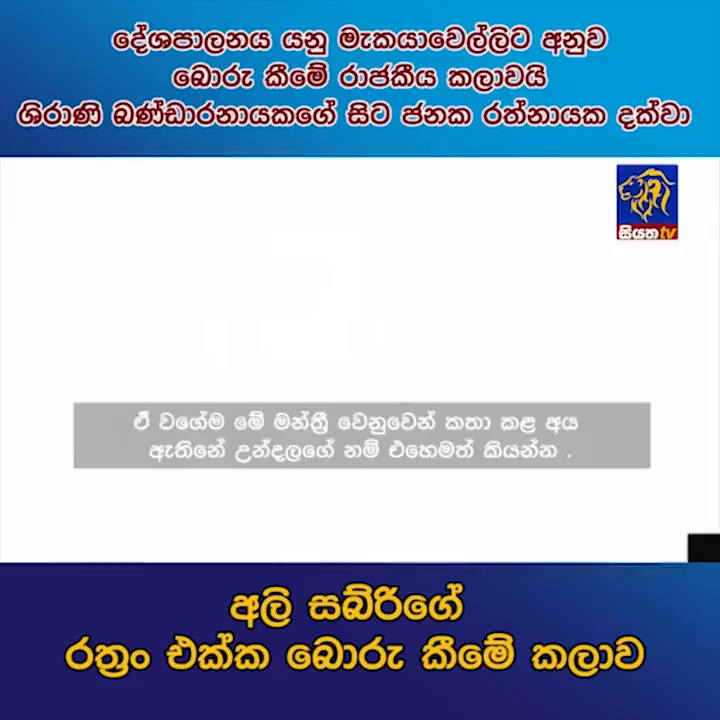 දේශපාලනය යනු මැකයාවෙල්ලිට අනුව
බොරු කීමේ රාජකීය කලාවයි
ශිරාණි බණ්ඩාරනායකගේ සිට ජනක රත්නායක දක්වා
සියත tv
ඒ වගේම මේ මන්ත්‍රී වෙනුවෙන් කතා කළ අය
ඇතිනේ උන්දලගේ නම් එහෙමත් කියන්න .
අලි සබ්රිගේ
රත්‍රං එක්ක බොරු කීමේ කලාව